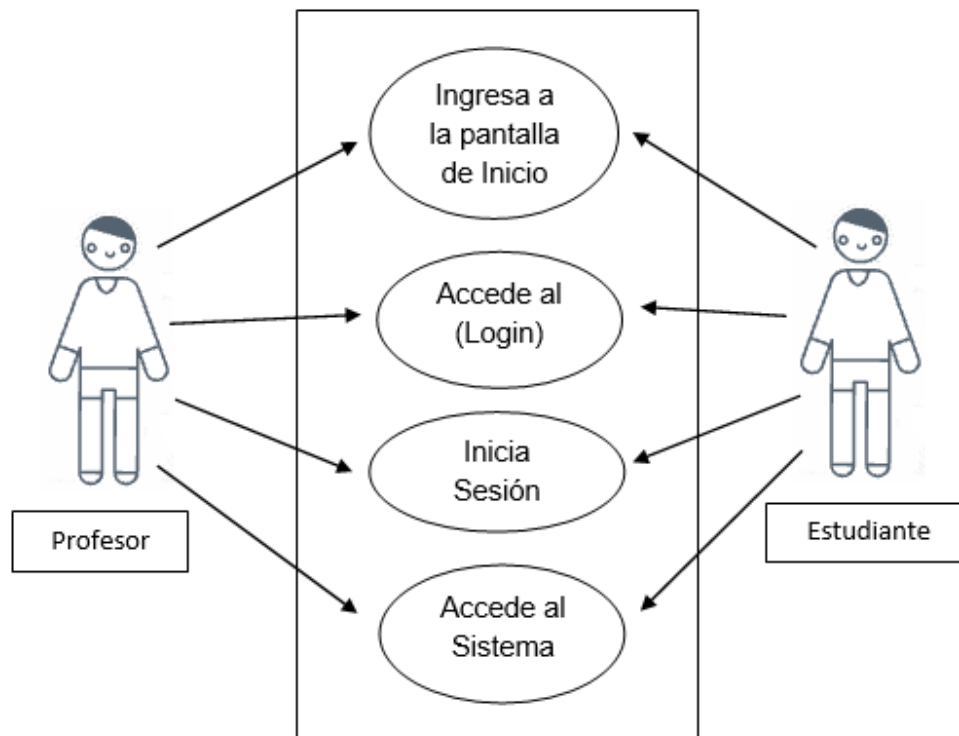 Ingresa a
la pantalla
de Inicio
Accede al
(Login)
Inicia
Sesión
Profesor
Estudiante
Accede al
Sistema